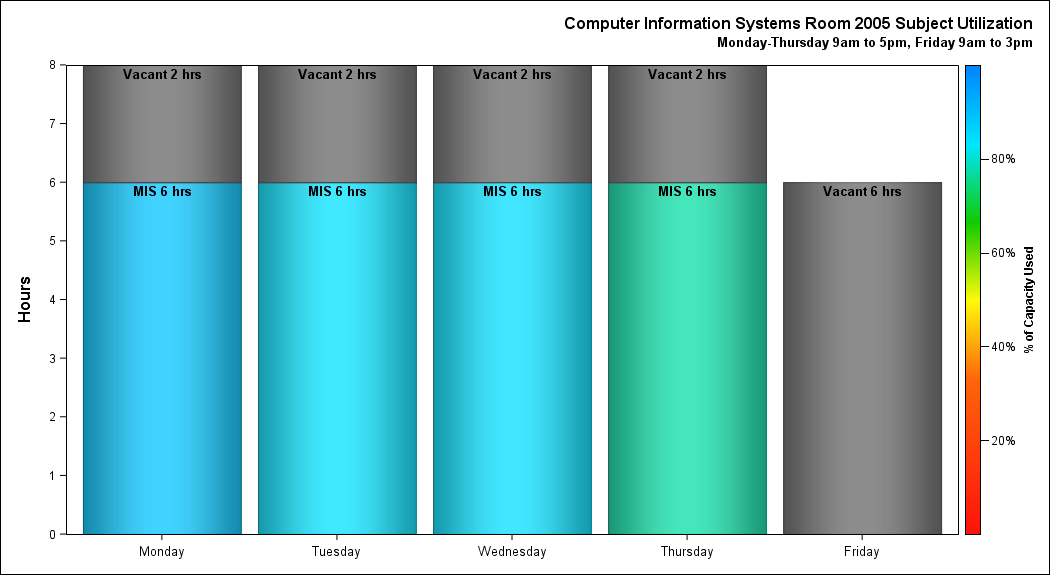 Computer Information Systems Room 2005 Subject Utilization
Monday-Thursday 9am to 5pm, Friday 9am to 3pm
Hours
8
7
6
5
4
3
2
1
0
Vacant 2 hrs
Vacant 2 hrs
Vacant 2 hrs
Vacant 2 hrs
MIS 6 hrs
MIS 6 hrs
MIS 6 hrs
MIS 6 hrs
Vacant 6 hrs
Monday
Tuesday
Wednesday
Thursday
Friday
80%
60%
40%
20%
% of Capacity Used